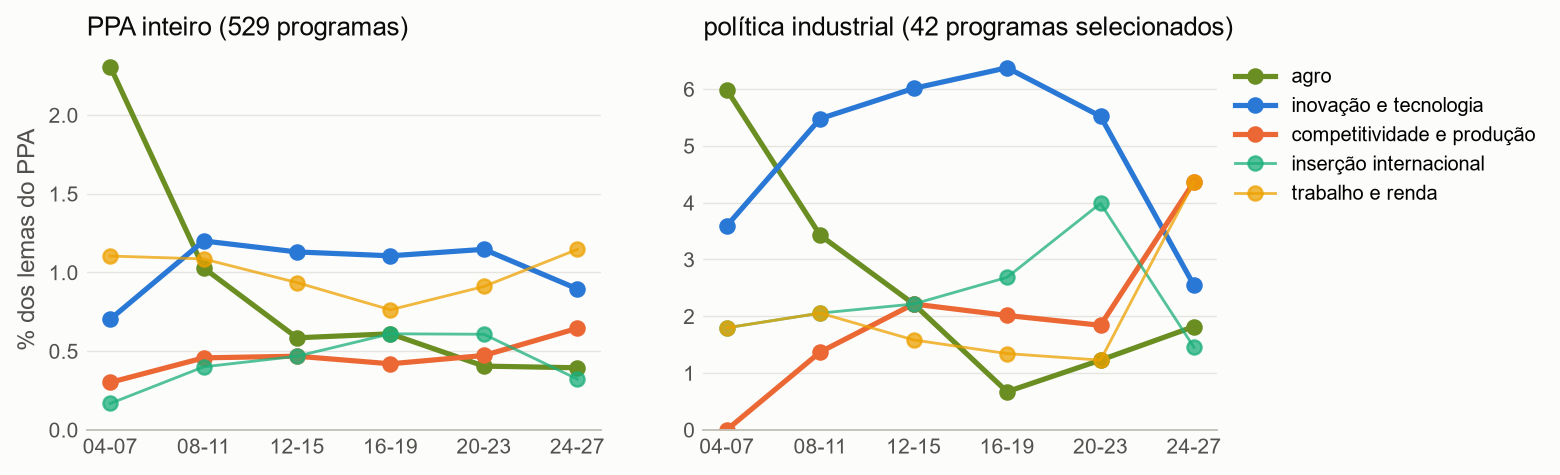 PPA inteiro (529 programas)
% dos lemas do PPA
2.0
1.5
1.0
0.5
0.0
04-07 08-11 12-15 16-19 20-23 24-27
política industrial (42 programas selecionados)
6
5
4
3
2
1
0
04-07 08-11 12-15 16-19 20-23 24-27
agro
inovação e tecnologia
competitividade e produção
inserção internacional
trabalho e renda